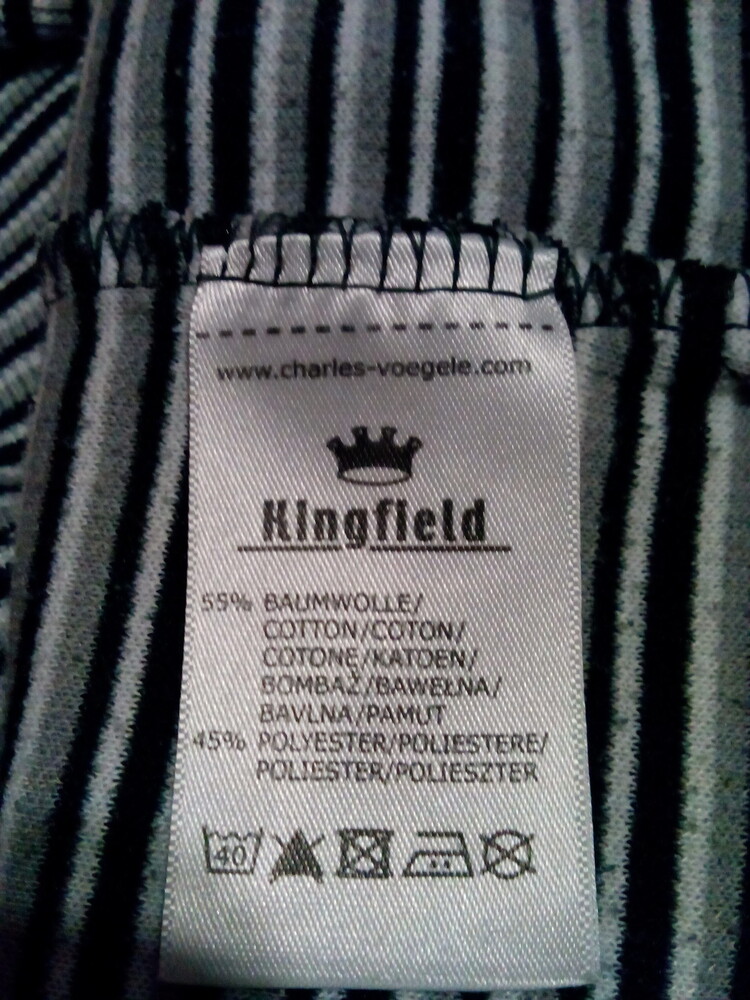 www.charles-voegele.com
Kingfield
55% BAUMWOLLE/
COTTON/COTON/
COTONE/KATOEN/
BOMBAŽ/BAWEŁNA/
BAVLNA/PAMUT
45% POLYESTER/POLIESTERE/
POLIESTER/POLIESZTER
40